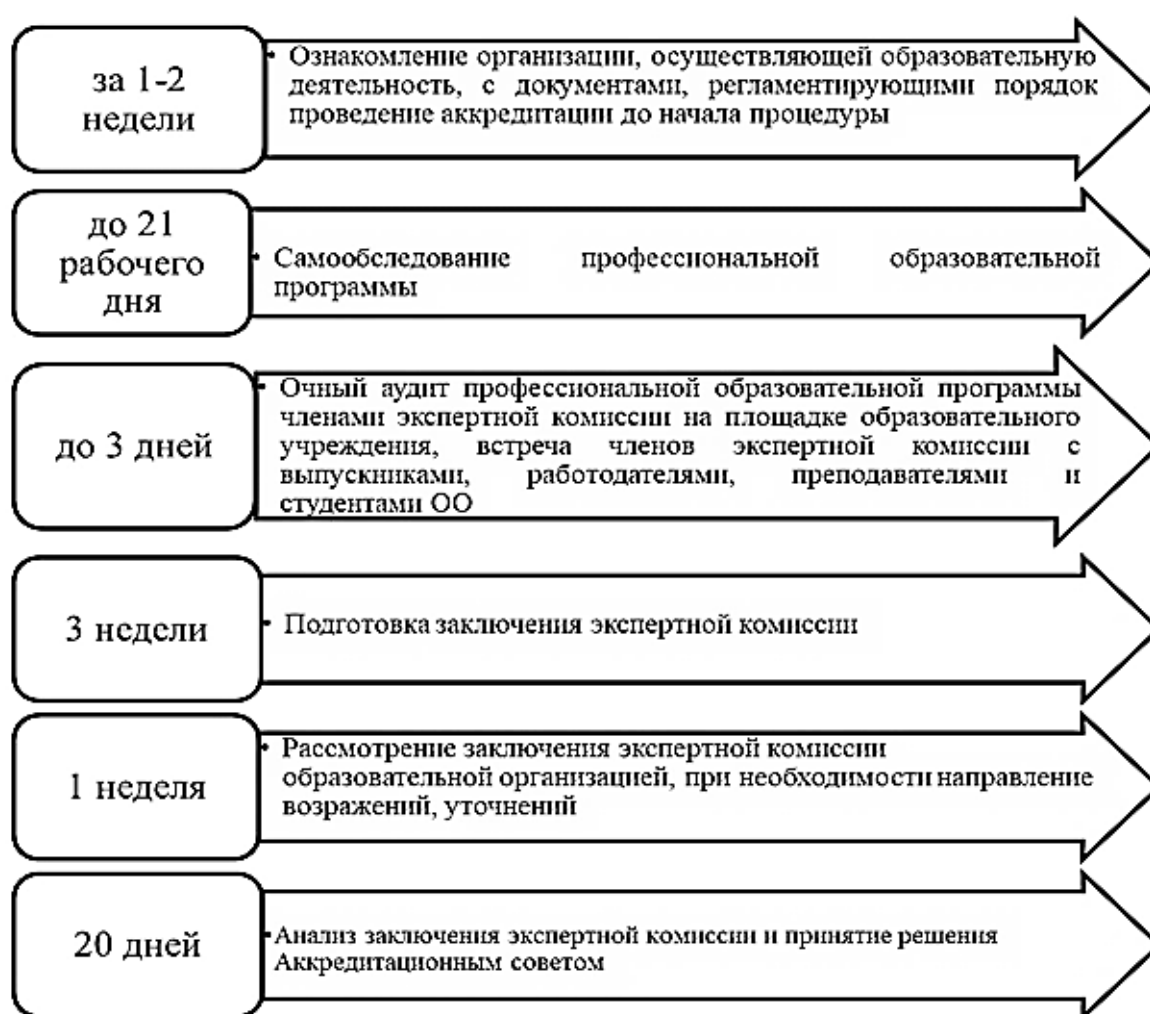 за 1-2
недели
• Ознакомление организации, осуществляющей образовательную
деятельность, с документами, регламентирующими порядок
проведение аккредитации до начала процедуры
до 21
рабочего
дня
• Самообследование профессиональной образовательной
программы
до 3 дней
• Очный аудит профессиональной образовательной программы
членами экспертной комиссии на площадке образовательного
учреждения, встреча членов экспертной комиссии с
выпускниками, работодателями, преподавателями и
студентами ОО
3 недели
• Подготовка заключения экспертной комиссии
1 неделя
• Рассмотрение заключения экспертной комиссии
образовательной организацией, при необходимости направление
возражений, уточнений
20 дней
• Анализ заключения экспертной комиссии и принятие решения
Аккредитационным советом